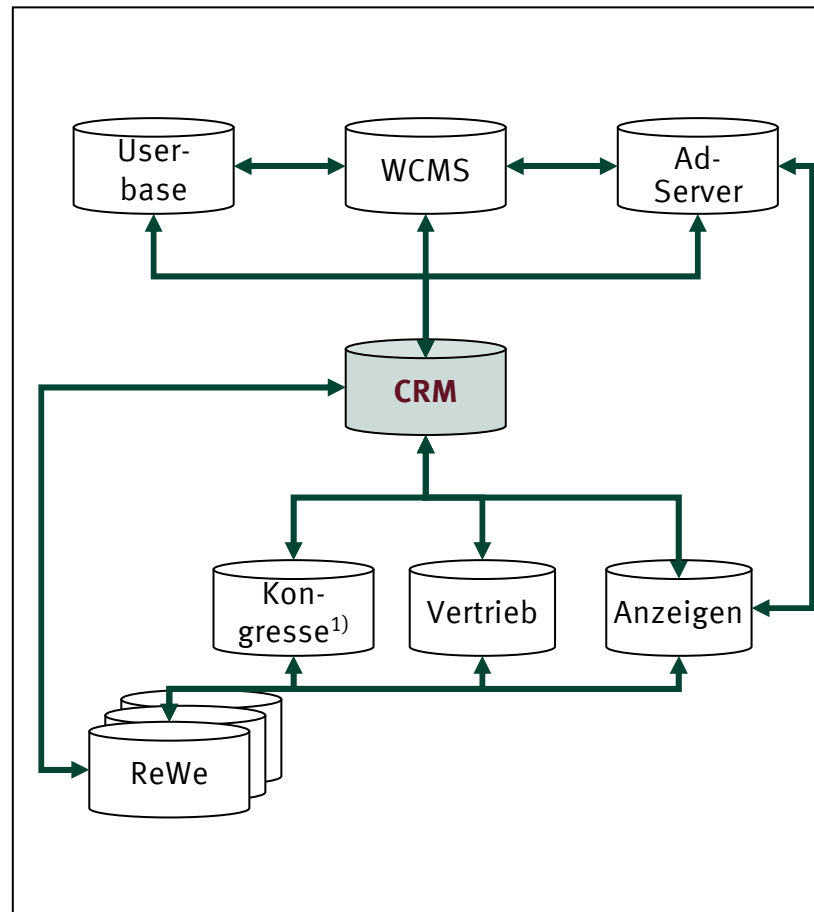 User-
base
WCMS
Ad-
Server
CRM
Kon-
gresse¹⁾
Vertrieb
Anzeigen
ReWe